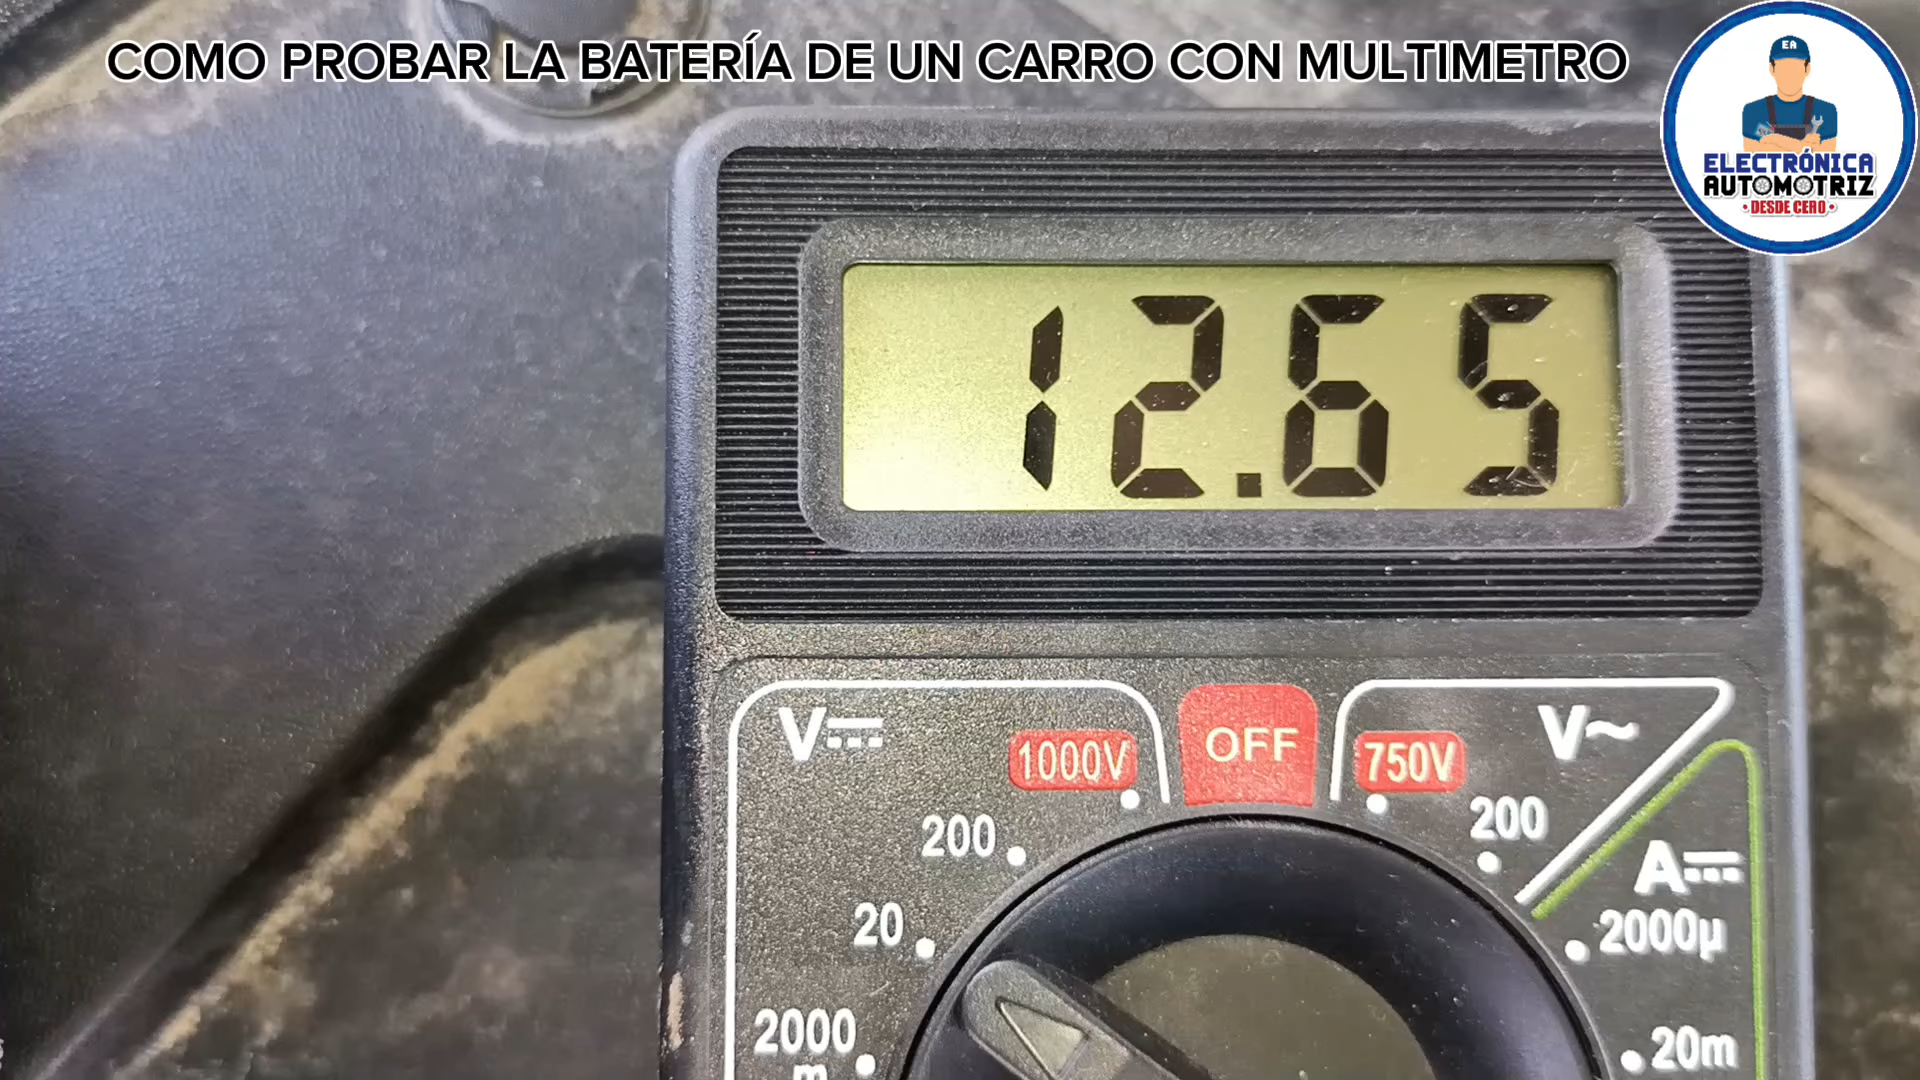 COMO PROBAR LA BATERÍA DE UN CARRO CON MULTIMETRO
EA
ELECTRÓNICA
AUTOMOTRIZ
• DESDE CERO •
12.65
V⎓
1000V
OFF
750V
V~
200
200
A⎓
20
2000µ
2000
m
20m